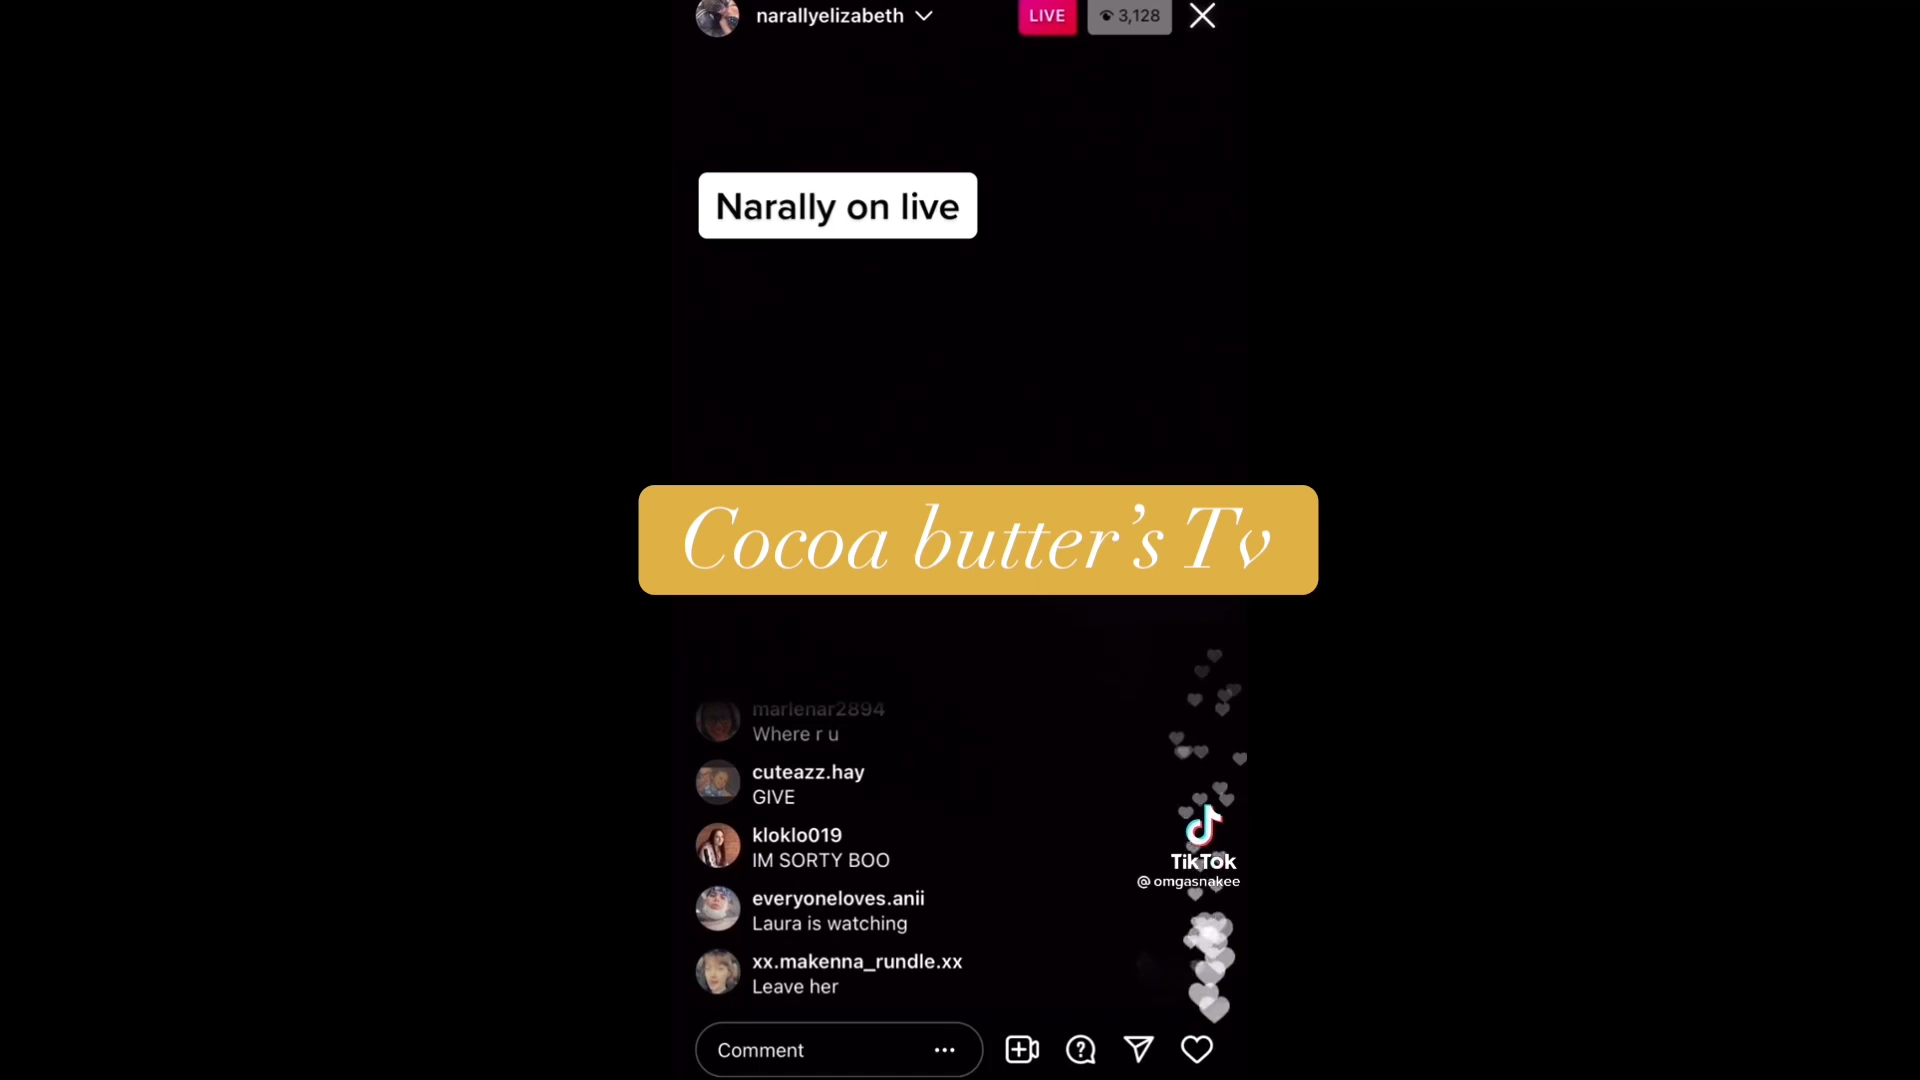 narallyelizabeth
LIVE
3,128
Narally on live
Cocoa butter's Tv
marlenar2894
Where r u
cuteazz.hay
GIVE
kloklo019
IM SORTY BOO
everyoneloves.anii
Laura is watching
xx.makenna_rundle.xx
Leave her
TikTok
@omgasnakee
Comment